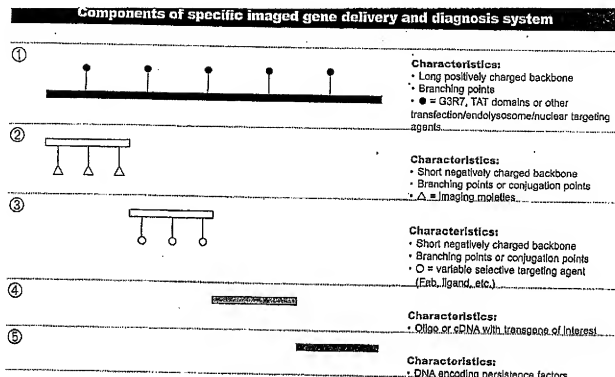 Components of specific imaged gene delivery and diagnosis system
①
Characteristics:
• Long positively charged backbone
• Branching points
• ● = G3R7, TAT domains or other
transfection/endolysosome/nuclear targeting
agents
②
Characteristics:
• Short negatively charged backbone
• Branching points or conjugation points
• △ = Imaging moieties
③
Characteristics:
• Short negatively charged backbone
• Branching points or conjugation points
• O = variable selective targeting agent
(Fab, ligand, etc.)
④
Characteristics:
• Oligo or cDNA with transgene of interest
⑤
Characteristics:
• DNA encoding persistence factors